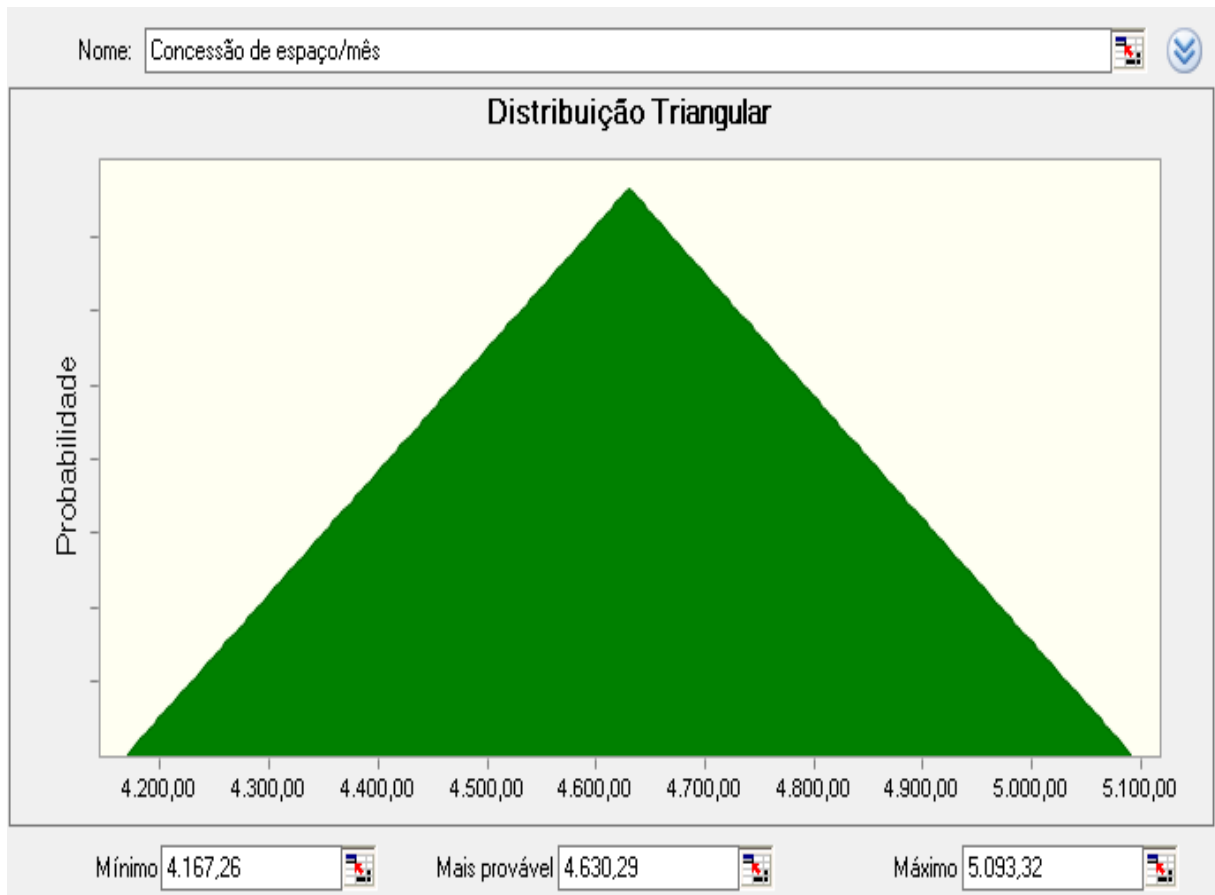 Nome: Concessão de espaço/mês
Distribuição Triangular
Probabilidade
4.200,00 4.300,00 4.400,00 4.500,00 4.600,00 4.700,00 4.800,00 4.900,00 5.000,00 5.100,00
Mínimo 4.167,26 Mais provável 4.630,29 Máximo 5.093,32